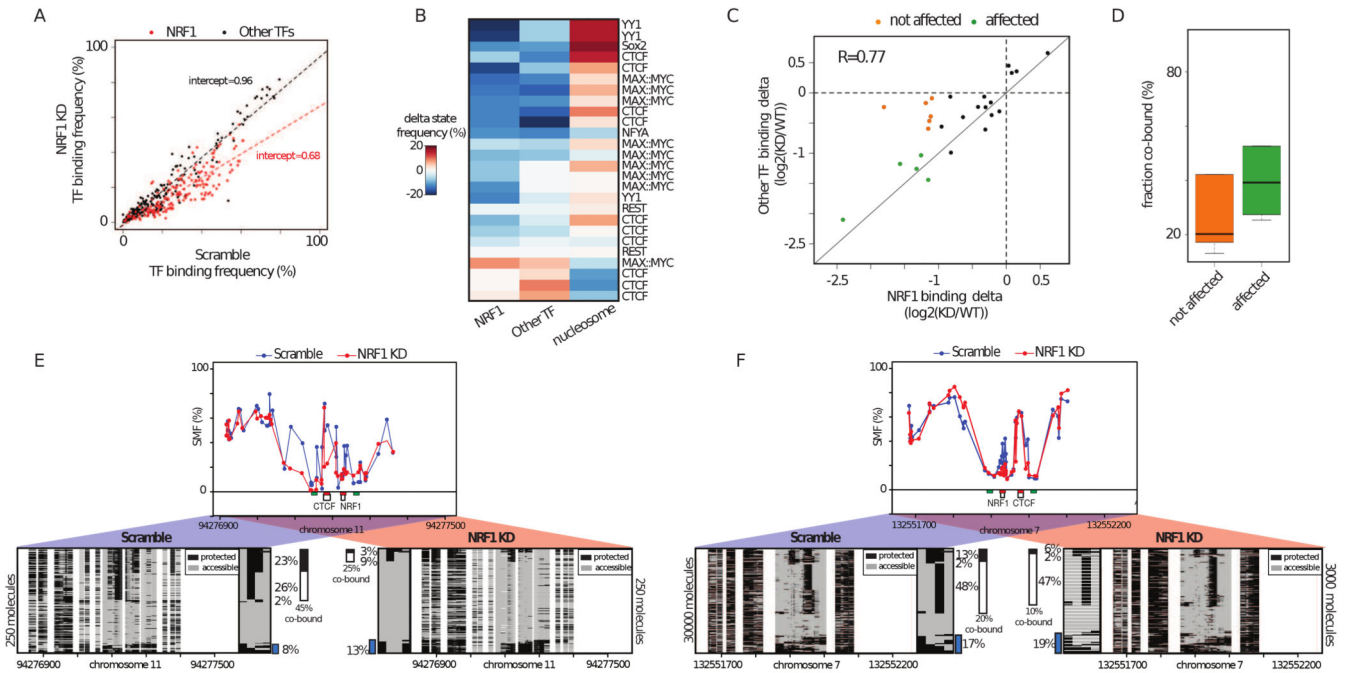 A
NRF1 Other TFs
100
0
NRF1 KD
TF binding frequency (%)
intercept=0.96
intercept=0.68
0 100
Scramble
TF binding frequency (%)
B
delta state
frequency (%)
20
10
0
-10
-20
YY1
YY1
Sox2
CTCF
CTCF
MAX::MYC
MAX::MYC
MAX::MYC
CTCF
CTCF
NFYA
MAX::MYC
MAX::MYC
MAX::MYC
MAX::MYC
MAX::MYC
YY1
REST
CTCF
CTCF
CTCF
REST
MAX::MYC
CTCF
CTCF
CTCF
NRF1
Other TF
nucleosome
C
not affected affected
R=0.77
0.5
0
-1
-2.5
Other TF binding delta
(log2(KD/WT))
-2.5 -1 0 0.5
NRF1 binding delta
(log2(KD/WT))
D
80
20
fraction co-bound (%)
not affected
affected
E
Scramble NRF1 KD
100
0
SMF (%)
CTCF NRF1
94276900 chromosome 11 94277500
Scramble
250 molecules
protected
accessible
23%
26%
2%
45%
co-bound
8%
94276900 chromosome 11 94277500
NRF1 KD
3%
9%
25%
co-bound
13%
protected
accessible
250 molecules
94276900 chromosome 11 94277500
F
Scramble NRF1 KD
100
0
SMF (%)
NRF1 CTCF
132551700 chromosome 7 132552200
Scramble
30000 molecules
protected
accessible
13%
2%
48%
20%
co-bound
17%
132551700 chromosome 7 132552200
NRF1 KD
6%
2%
47%
10%
co-bound
19%
protected
accessible
3000 molecules
132551700 chromosome 7 132552200